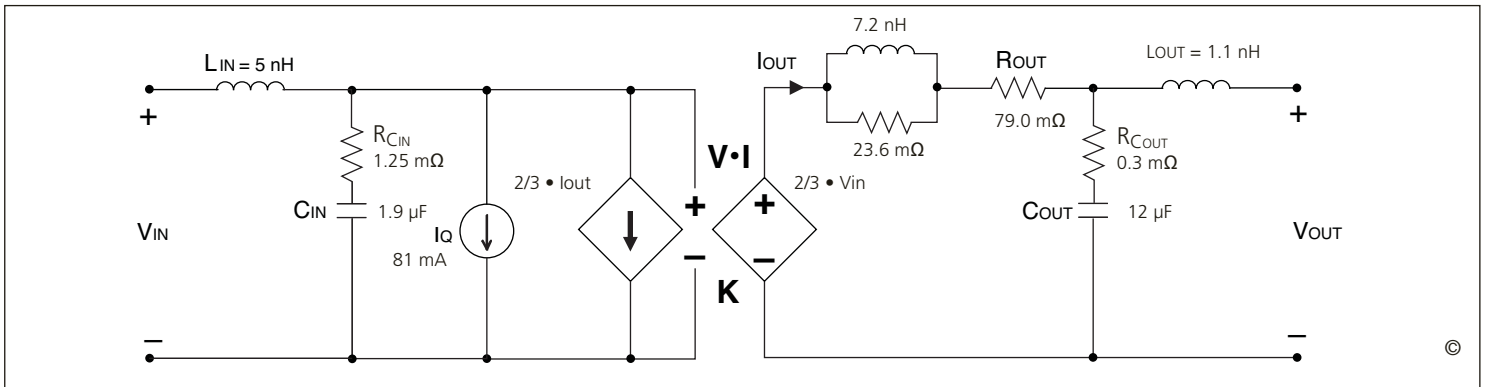 LIN = 5 nH
+
−
VIN
RCIN
1.25 mΩ
CIN
1.9 µF
IQ
81 mA
2/3 • Iout
+
−
V•I
K
2/3 • Vin
+
−
IOUT
7.2 nH
23.6 mΩ
ROUT
79.0 mΩ
RCOUT
0.3 mΩ
COUT
12 µF
LOUT = 1.1 nH
+
−
VOUT
©